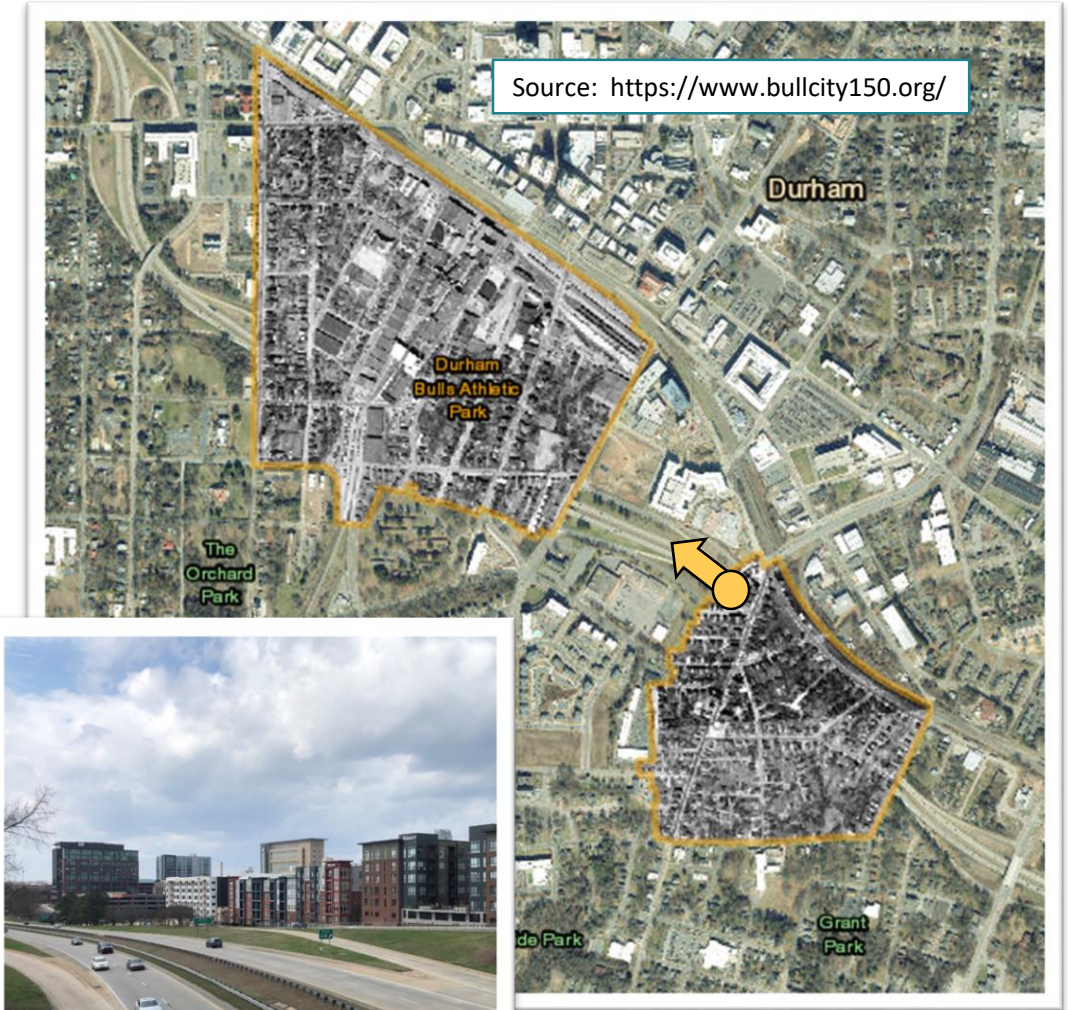 Source: https://www.bullcity150.org/
Durham
Durham
Bulls Athletic
Park
The
Orchard
Park
Grant
Park
de Park